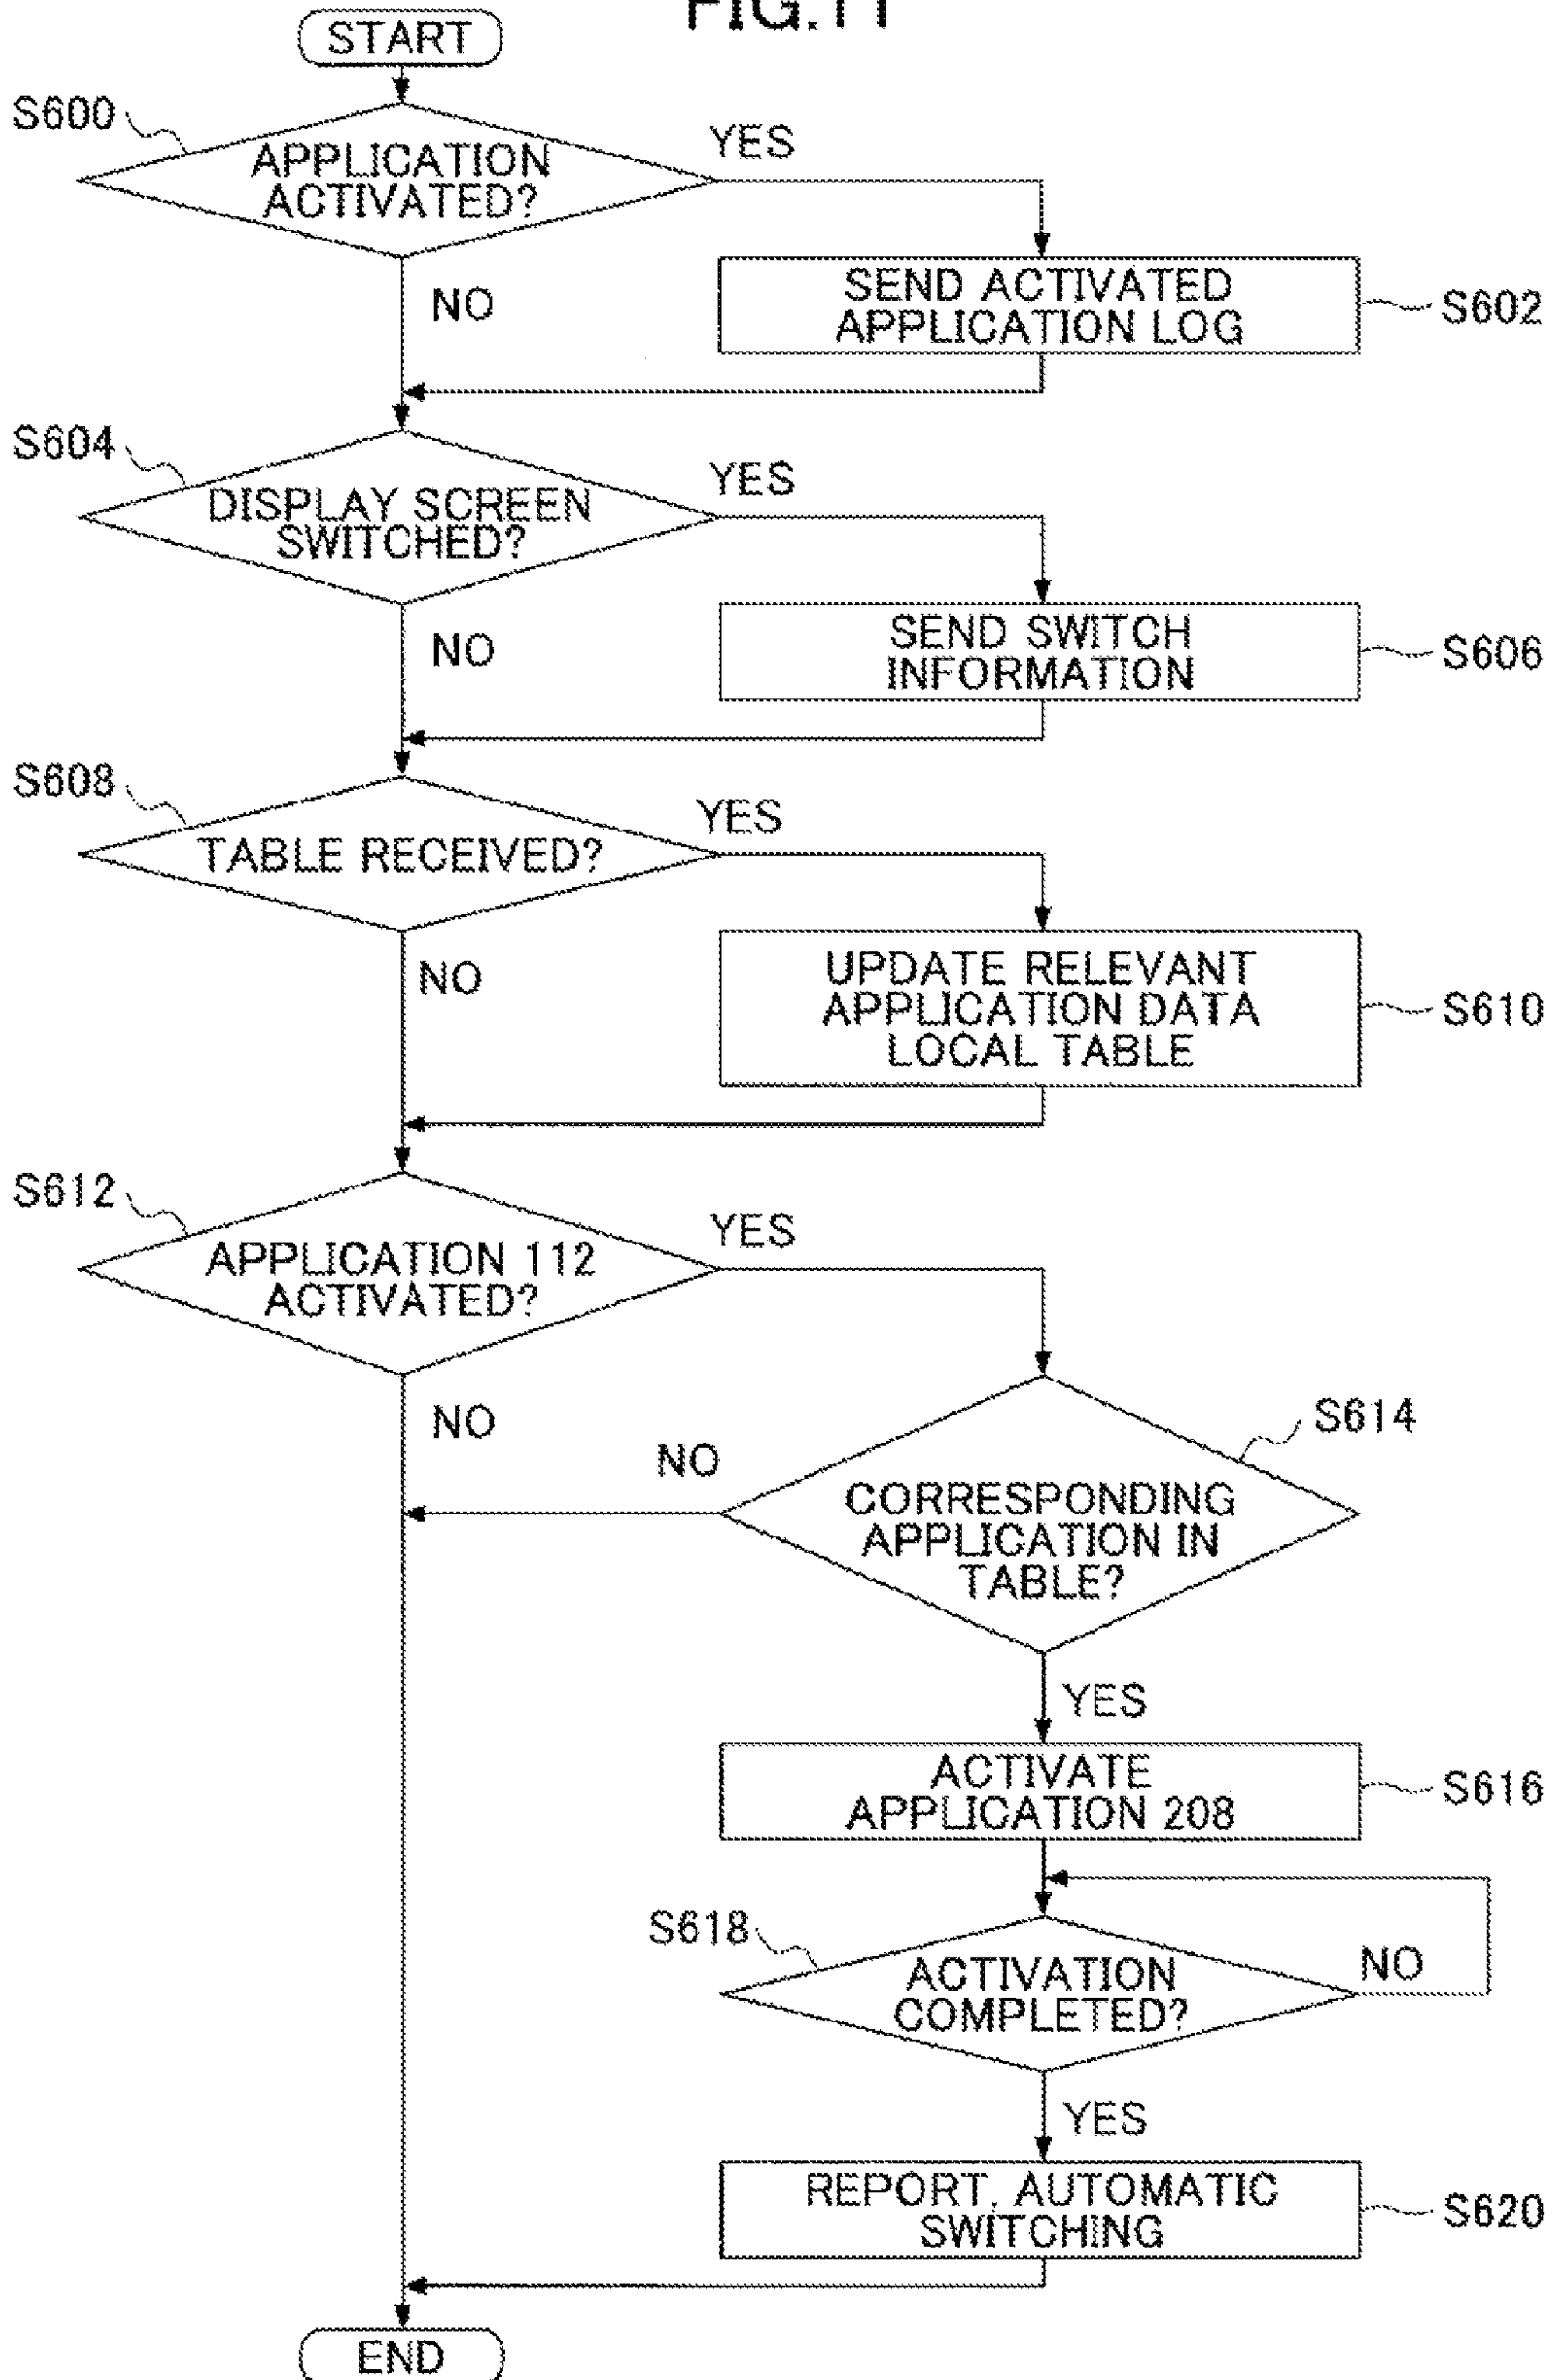 FIG.11
START
S600
APPLICATION
ACTIVATED?
YES
NO
SEND ACTIVATED
APPLICATION LOG
S602
S604
DISPLAY SCREEN
SWITCHED?
YES
NO
SEND SWITCH
INFORMATION
S606
S608
TABLE RECEIVED?
YES
NO
UPDATE RELEVANT
APPLICATION DATA
LOCAL TABLE
S610
S612
APPLICATION 112
ACTIVATED?
YES
NO
S614
NO
CORRESPONDING
APPLICATION IN
TABLE?
YES
ACTIVATE
APPLICATION 208
S616
S618
ACTIVATION
COMPLETED?
NO
YES
REPORT, AUTOMATIC
SWITCHING
S620
END